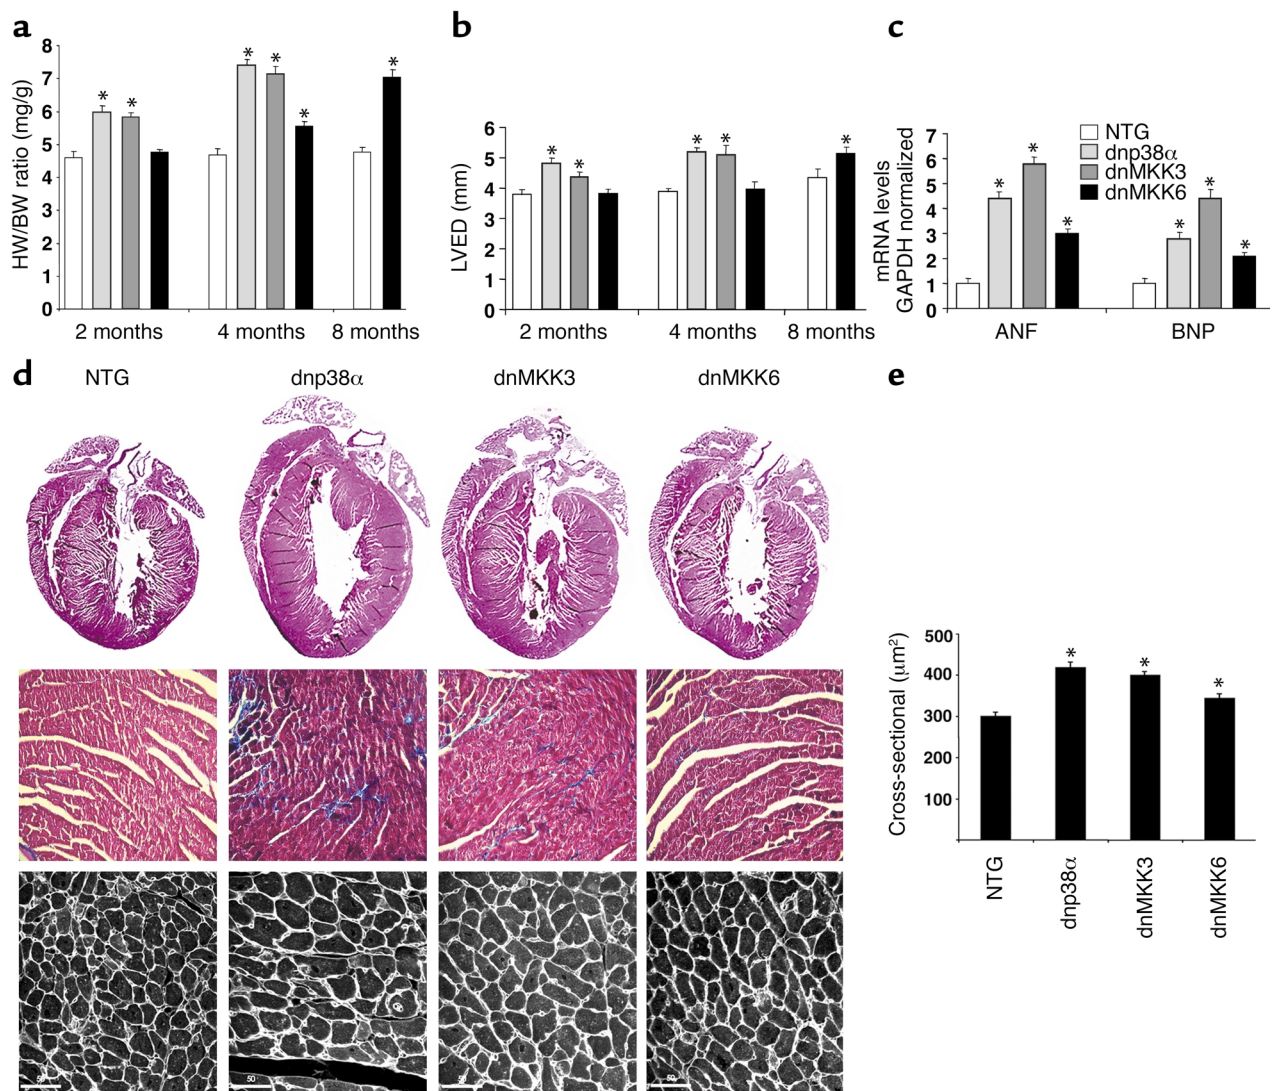 a
HW/BW ratio (mg/g)
8
7
6
5
4
3
2
1
0
* * * * * *
2 months 4 months 8 months
b
LVED (mm)
6
5
4
3
2
1
0
* * * * *
2 months 4 months 8 months
c
mRNA levels
GAPDH normalized
7
6
5
4
3
2
1
0
NTG
dnp38α
dnMKK3
dnMKK6
* * * * * *
ANF BNP
d
NTG dnp38α dnMKK3 dnMKK6
50 50 50 50
e
Cross-sectional (μm²)
500
400
300
200
100
* * *
NTG
dnp38α
dnMKK3
dnMKK6